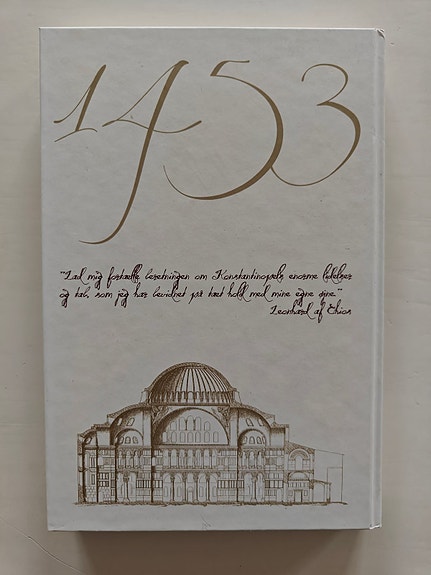 1453
"Lad mig fortælle beretningen om Konstantinopels enorme lidelser
og tab, som jeg har bevidnet på tæt hold med mine egne øjne."
Leonhard af Chios